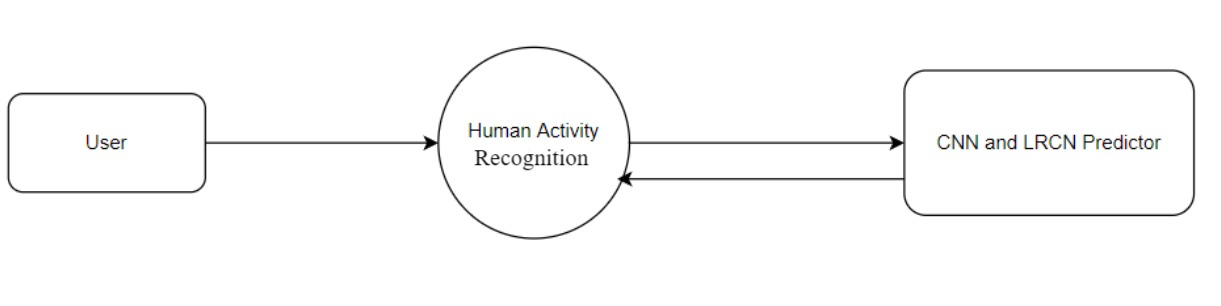 User
Human Activity
Recognition
CNN and LRCN Predictor